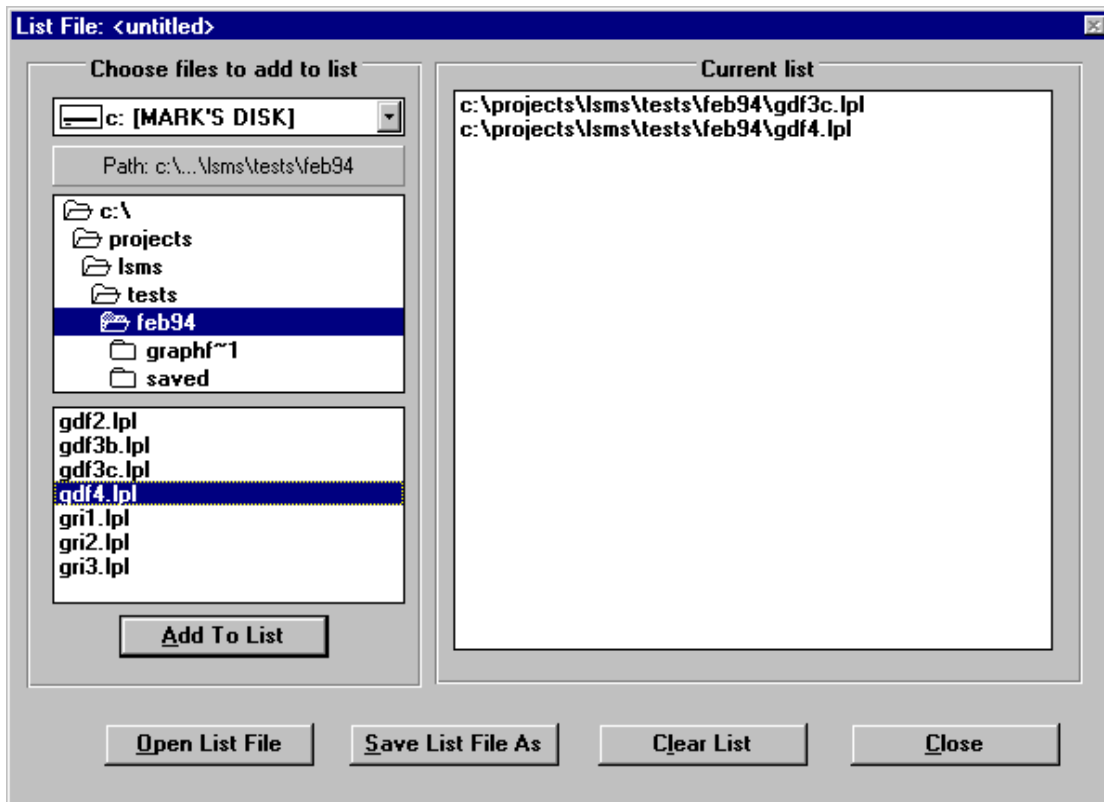 List File: <untitled>
Choose files to add to list
c: [MARK'S DISK]
Path: c:\...\lsms\tests\feb94
c:\
projects
lsms
tests
feb94
graphf~1
saved
gdf2.lpl
gdf3b.lpl
gdf3c.lpl
gdf4.lpl
gri1.lpl
gri2.lpl
gri3.lpl
Add To List
Current list
c:\projects\lsms\tests\feb94\gdf3c.lpl
c:\projects\lsms\tests\feb94\gdf4.lpl
Open List File
Save List File As
Clear List
Close